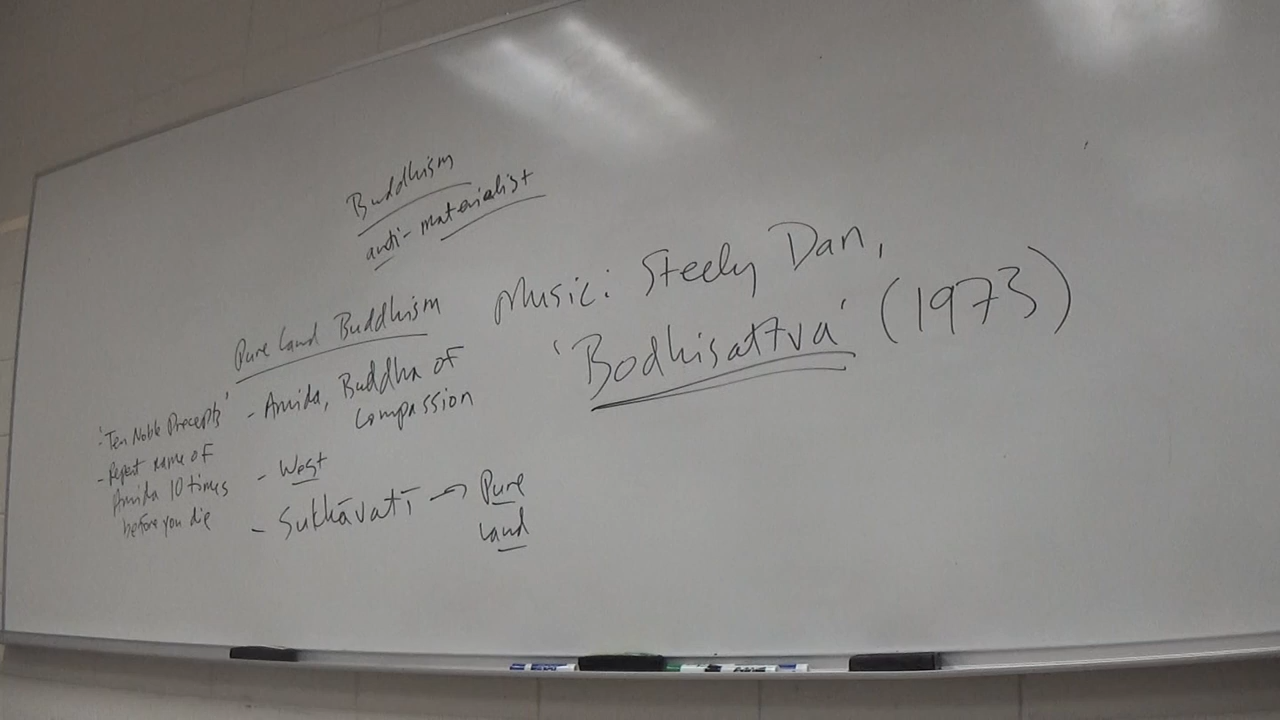 Buddhism
anti-materialist
Music: Steely Dan,
'Bodhisattva' (1973)
Pure Land Buddhism
- Amida, Buddha of
Compassion
- West
- Sukhāvatī → Pure
Land
'Ten Noble Precepts'
- Repeat name of
Amida 10 times
before you die